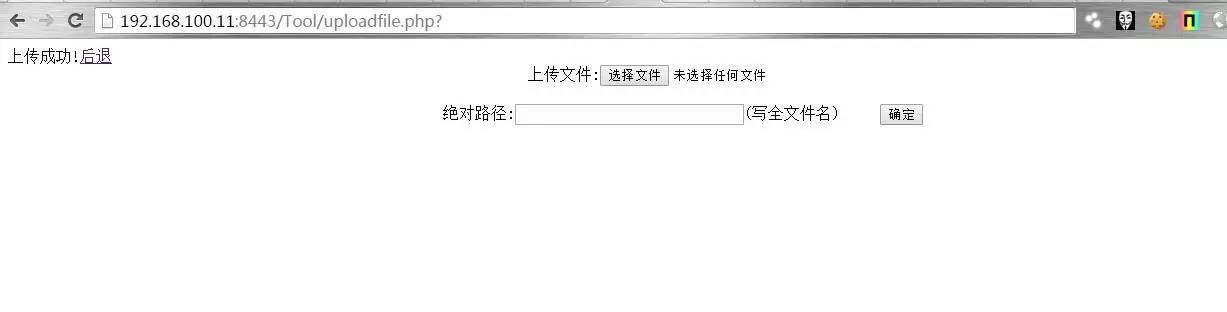 192.168.100.11:8443/Tool/uploadfile.php?
上传成功!后退
上传文件:选择文件 未选择任何文件
绝对路径:(写全文件名) 确定